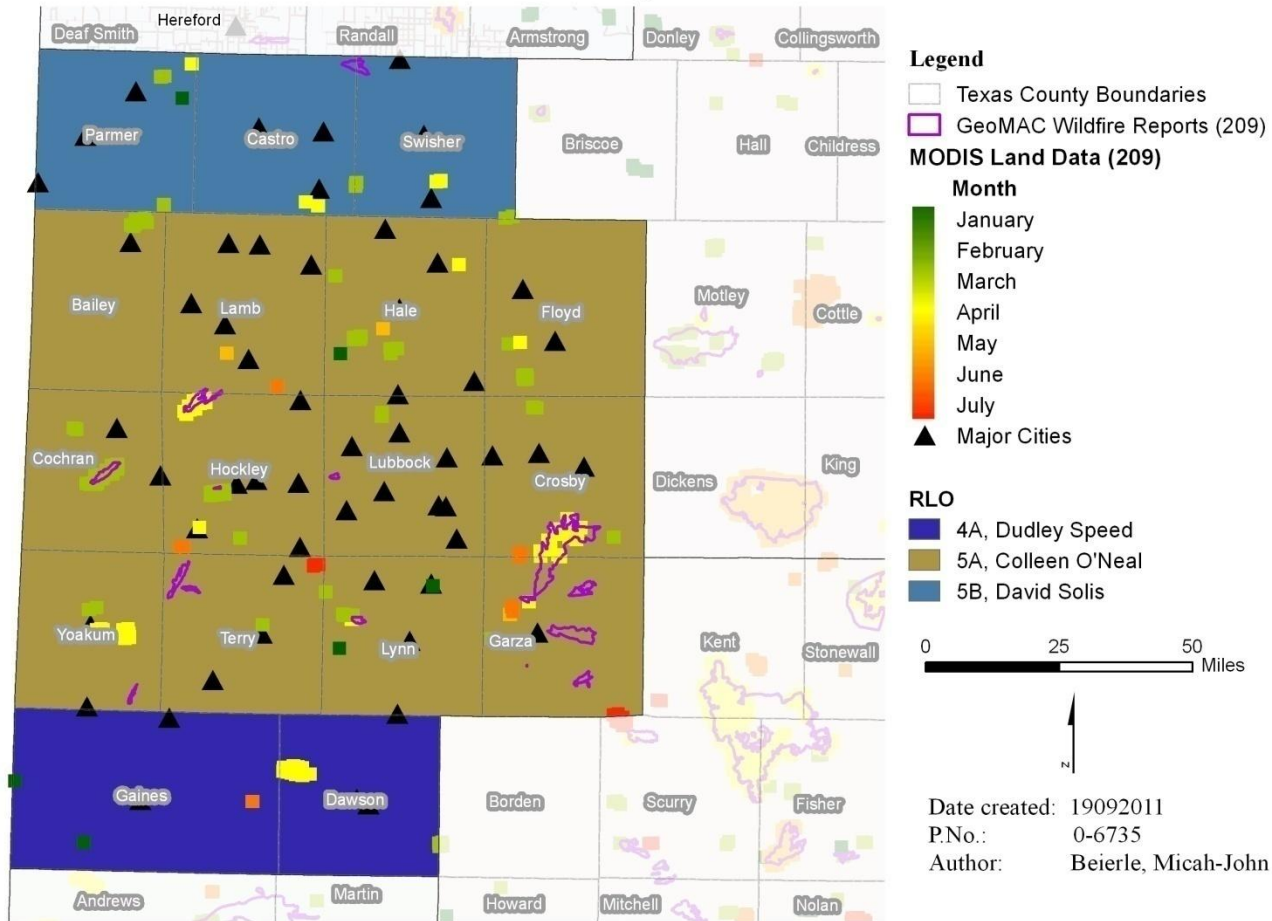 Hereford
Deaf Smith
Randall
Armstrong
Donley
Collingsworth
Parmer
Castro
Swisher
Briscoe
Hall
Childress
Bailey
Lamb
Hale
Floyd
Motley
Cottle
Cochran
Hockley
Lubbock
Crosby
Dickens
King
Yoakum
Terry
Lynn
Garza
Kent
Stonewall
Gaines
Dawson
Borden
Scurry
Fisher
Andrews
Martin
Howard
Mitchell
Nolan
Legend
Texas County Boundaries
GeoMAC Wildfire Reports (209)
MODIS Land Data (209)
Month
January
February
March
April
May
June
July
Major Cities
RLO
4A, Dudley Speed
5A, Colleen O'Neal
5B, David Solis
0 25 50
Miles
N
Date created: 19092011
P.No.: 0-6735
Author: Beierle, Micah-John